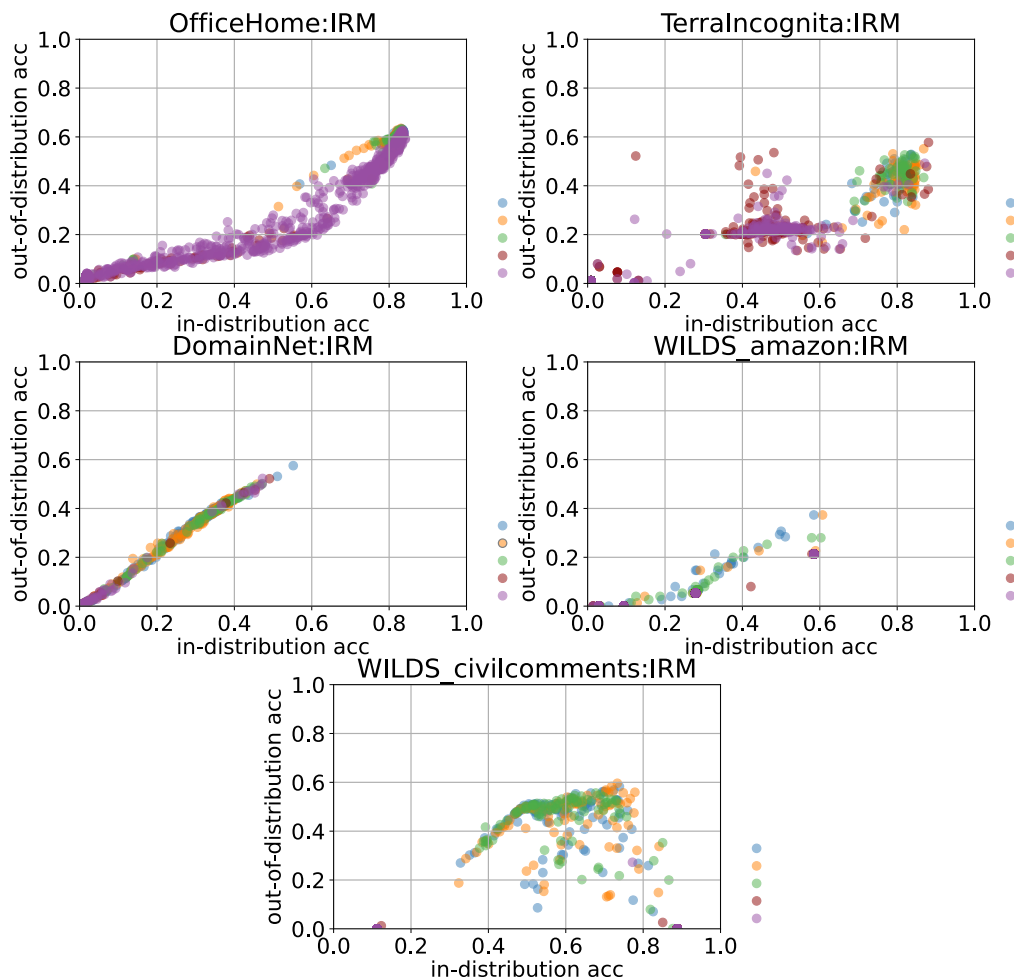 OfficeHome:IRM
1.0
0.8
0.6
0.4
0.2
0.0
out-of-distribution acc
0.0 0.2 0.4 0.6 0.8 1.0
in-distribution acc
TerraIncognita:IRM
1.0
0.8
0.6
0.4
0.2
0.0
out-of-distribution acc
0.0 0.2 0.4 0.6 0.8 1.0
in-distribution acc
DomainNet:IRM
1.0
0.8
0.6
0.4
0.2
0.0
out-of-distribution acc
0.0 0.2 0.4 0.6 0.8 1.0
in-distribution acc
WILDS_amazon:IRM
1.0
0.8
0.6
0.4
0.2
0.0
out-of-distribution acc
0.0 0.2 0.4 0.6 0.8 1.0
in-distribution acc
WILDS_civilcomments:IRM
1.0
0.8
0.6
0.4
0.2
0.0
out-of-distribution acc
0.0 0.2 0.4 0.6 0.8 1.0
in-distribution acc